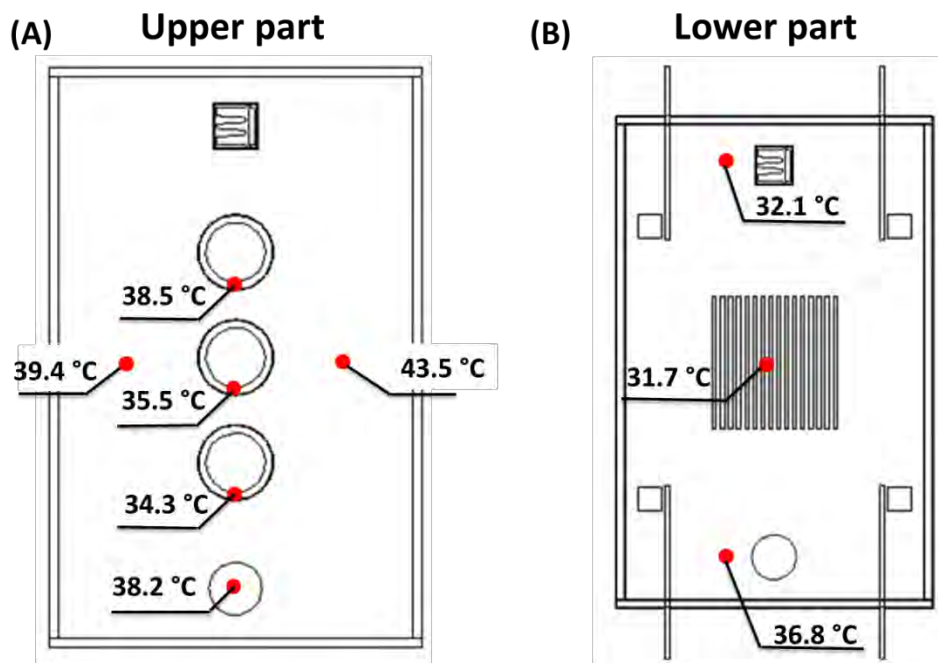 (A) Upper part
38.5 °C
39.4 °C
43.5 °C
35.5 °C
34.3 °C
38.2 °C
(B) Lower part
32.1 °C
31.7 °C
36.8 °C